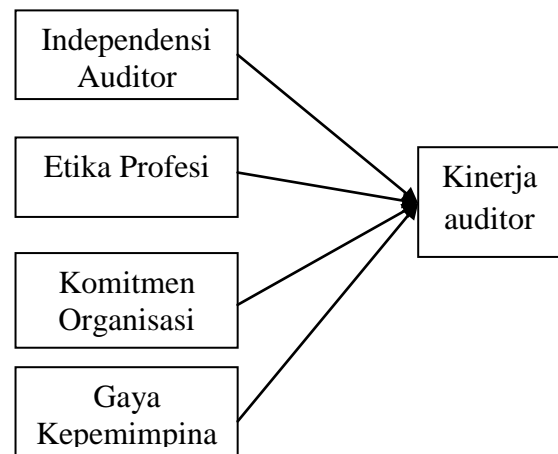 Independensi
Auditor
Etika Profesi
Kinerja
auditor
Komitmen
Organisasi
Gaya
Kepemimpina